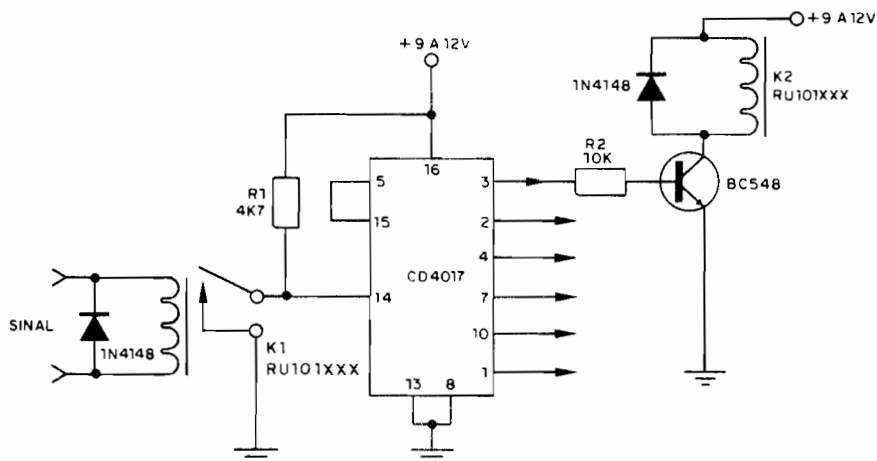 +9 A 12V
+9 A 12V
1N4148
K2
RU101XXX
R2
10K
BC548
R1
4K7
16
5
3
15
2
4
CD4017
14
7
10
1
13
8
SINAL
1N4148
K1
RU101XXX